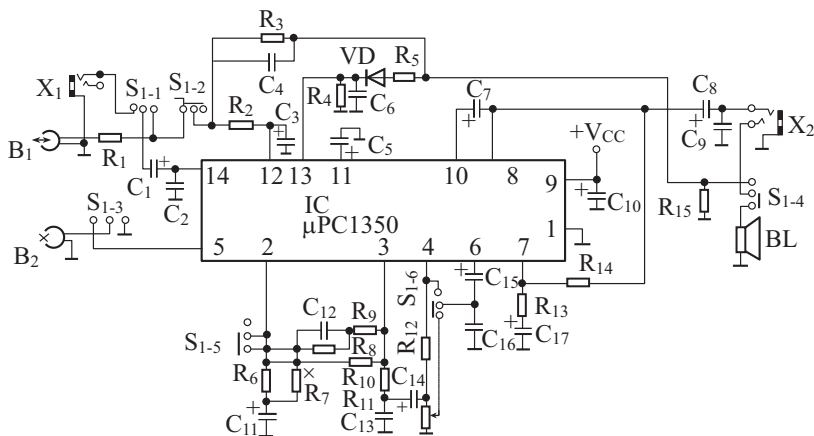 R3
C4
VD
R5
X1
S1-1
S1-2
R2
C3
R4
C6
C7
C8
C9
X2
B1
R1
C1 +
C2
+
+
C5
+
+VCC
+
C10
14
12
13
11
10
8
9
IC
µPC1350
1
5
2
3
4
6
7
R15
S1-4
BL
S1-3
B2
+
C15
R14
S1-6
R13
C12
R9
R8
R12
C16
+
C17
S1-5
R6
×
R7
R10
C14
R11
+
+
C11
C13